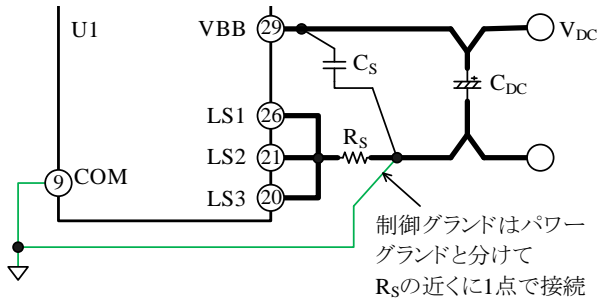 U1
VBB
29
VDC
CS
CDC
LS1
26
LS2
21
RS
COM
9
LS3
20
制御グランドはパワー
グランドと分けて
RSの近くに1点で接続